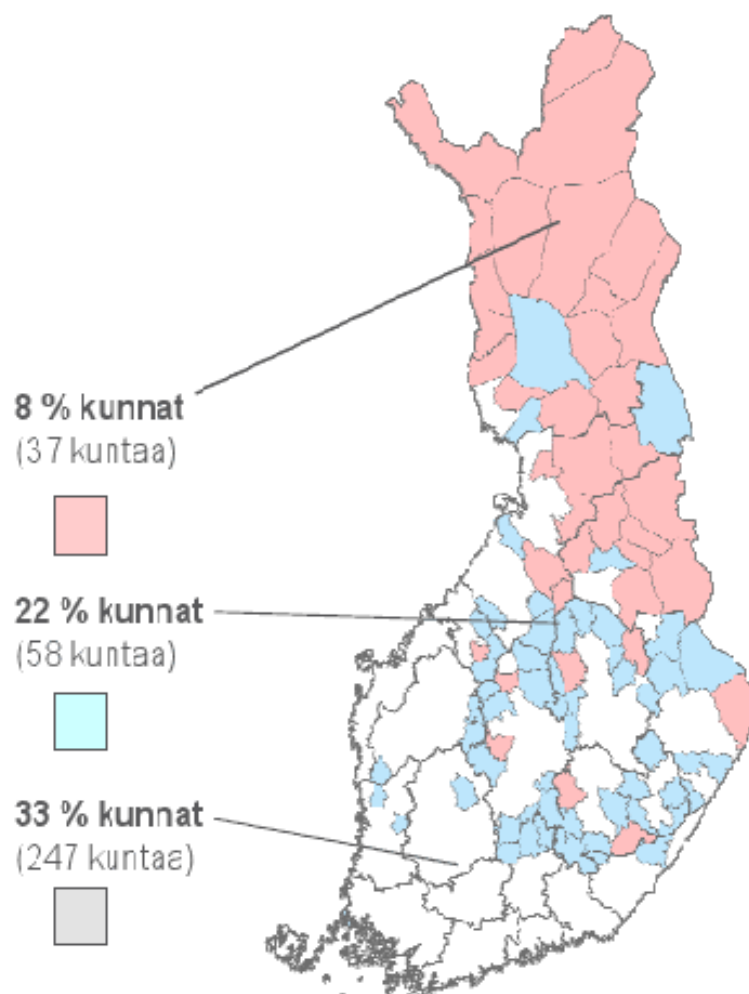 8 % kunnat
(37 kuntaa)
22 % kunnat
(58 kuntaa)
33 % kunnat
(247 kuntaa)